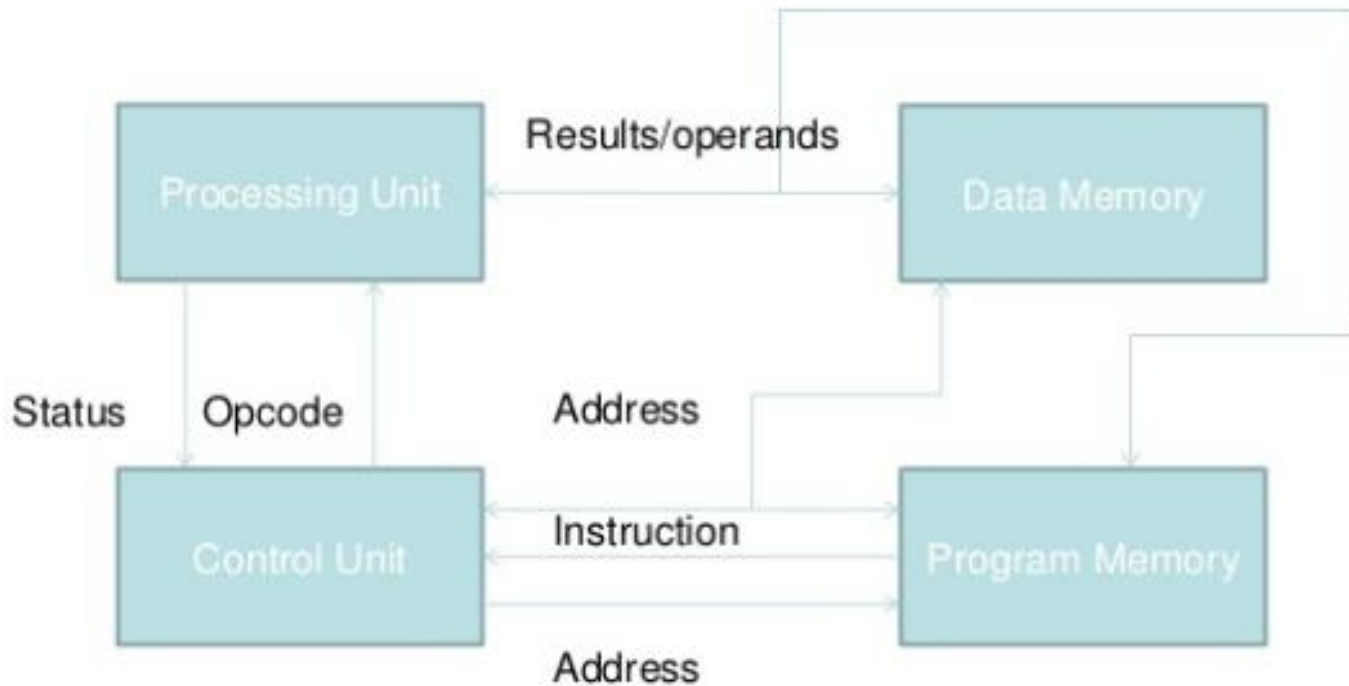 Results/operands
Processing Unit
Data Memory
Status
Opcode
Address
Instruction
Control Unit
Program Memory
Address